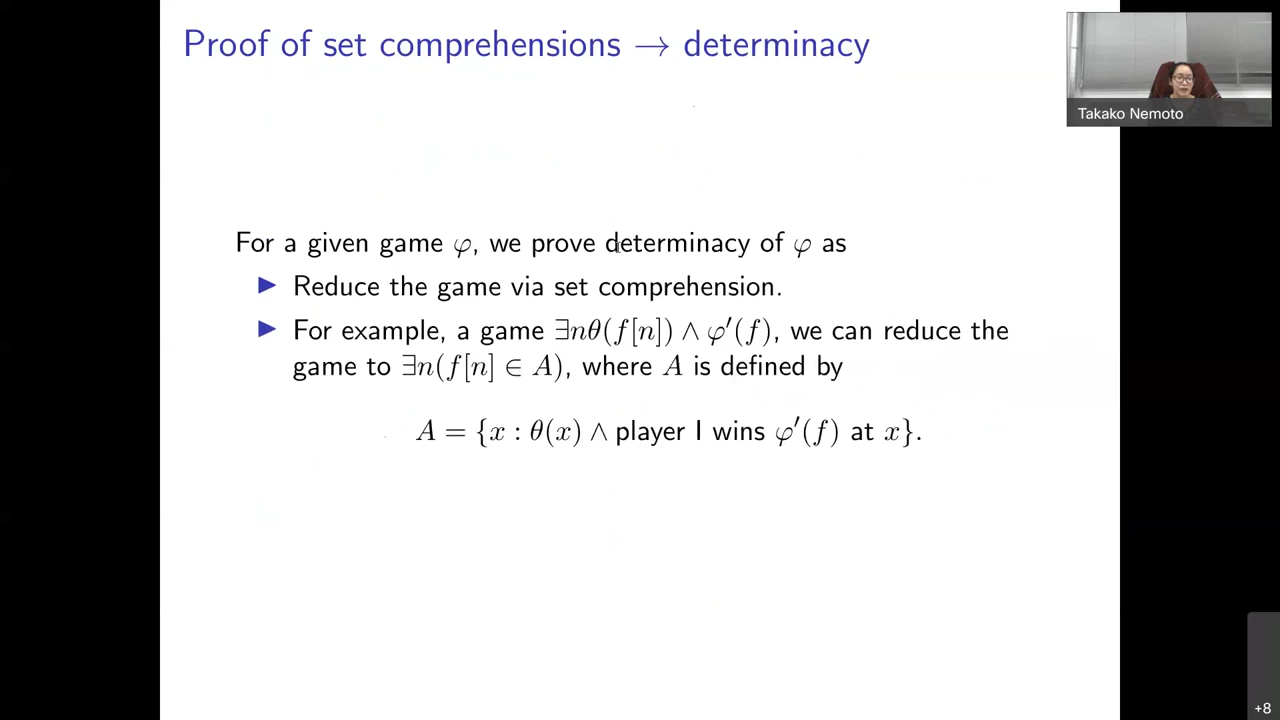 Proof of set comprehensions → determinacy
Takako Nemoto
For a given game φ, we prove determinacy of φ as
▶ Reduce the game via set comprehension.
▶ For example, a game ∃nθ(f[n]) ∧ φ′(f), we can reduce the
game to ∃n(f[n] ∈ A), where A is defined by
A = {x : θ(x) ∧ player I wins φ′(f) at x}.
+8